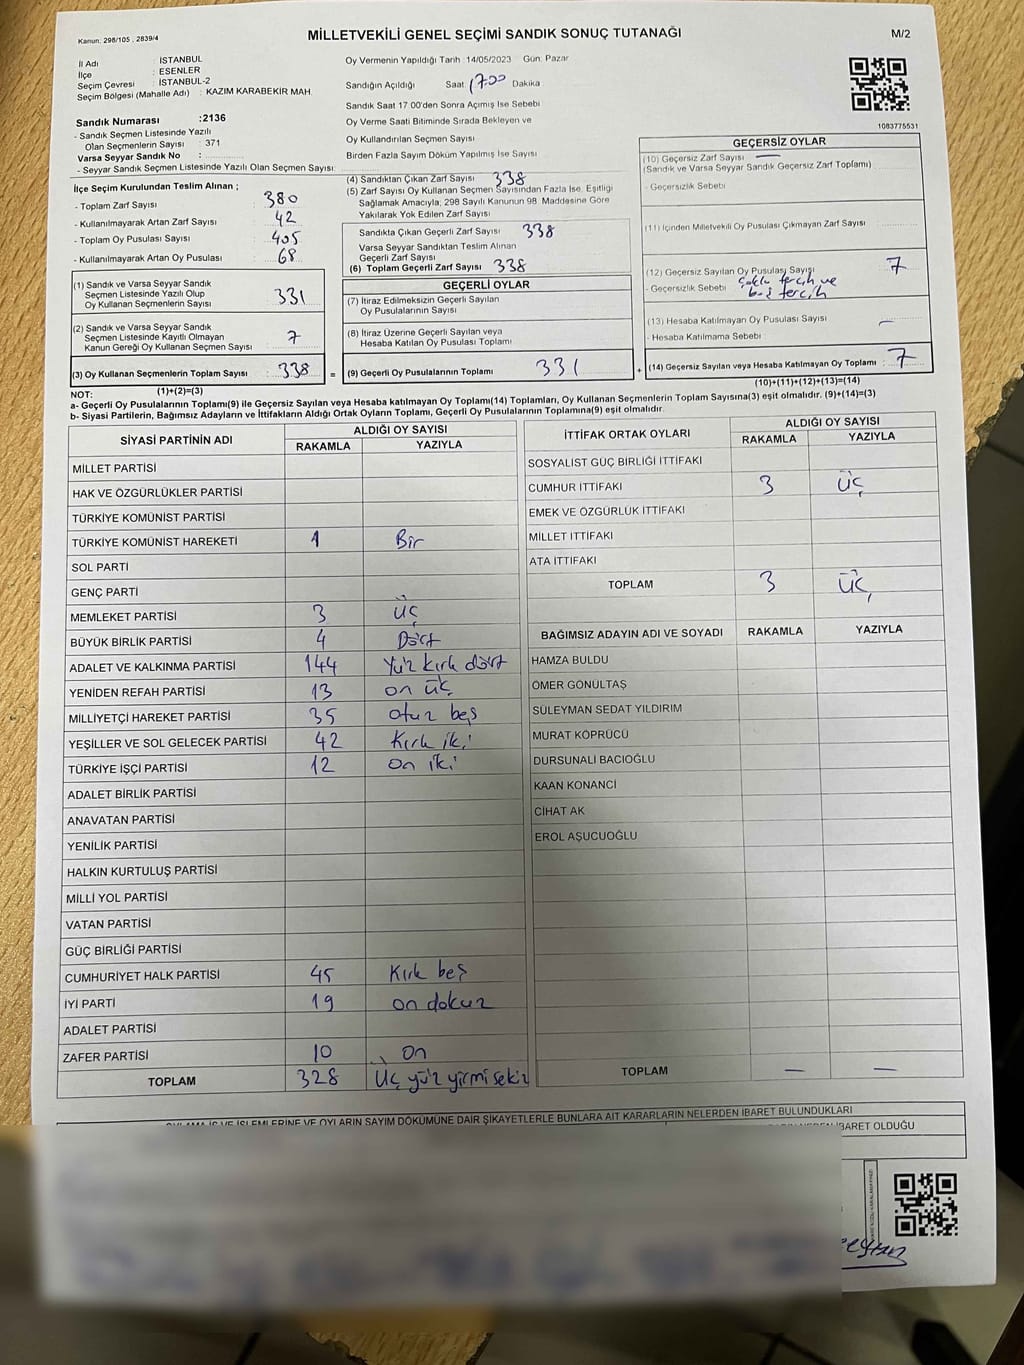 Kanun: 298/105 , 2839/4
MİLLETVEKİLİ GENEL SEÇİMİ SANDIK SONUÇ TUTANAĞI
M/2
İl Adı : İSTANBUL
İlçe : ESENLER
Seçim Çevresi : İSTANBUL-2
Seçim Bölgesi (Mahalle Adı) : KAZIM KARABEKİR MAH.
Sandık Numarası :2136
- Sandık Seçmen Listesinde Yazılı
Olan Seçmenlerin Sayısı : 371
Varsa Seyyar Sandık No :
- Seyyar Sandık Seçmen Listesinde Yazılı Olan Seçmen Sayısı:
Oy Vermenin Yapıldığı Tarih :14/05/2023 Gün: Pazar
Sandığın Açıldığı Saat: 17:00 Dakika
Sandık Saat 17.00'den Sonra Açımış İse Sebebi
Oy Verme Saati Bitiminde Sırada Bekleyen ve
Oy Kullandırılan Seçmen Sayısı
Birden Fazla Sayım Döküm Yapılmış İse Sayısı
1083775531
İlçe Seçim Kurulundan Teslim Alınan ;
- Toplam Zarf Sayısı : 380
- Kullanılmayarak Artan Zarf Sayısı : 42
- Toplam Oy Pusulası Sayısı : 405
- Kullanılmayarak Artan Oy Pusulası : 68
(1) Sandık ve Varsa Seyyar Sandık
Seçmen Listesinde Yazılı Olup
Oy Kullanan Seçmenlerin Sayısı : 331
(2) Sandık ve Varsa Seyyar Sandık
Seçmen Listesinde Kayıtlı Olmayan
Kanun Gereği Oy Kullanan Seçmen Sayısı : 7
(3) Oy Kullanan Seçmenlerin Toplam Sayısı : 338 =
(1)+(2)=(3)
(4) Sandıktan Çıkan Zarf Sayısı 338
(5) Zarf Sayısı Oy Kullanan Seçmen Sayısından Fazla İse, Eşitliği
Sağlamak Amacıyla; 298 Sayılı Kanunun 98. Maddesine Göre
Yakılarak Yok Edilen Zarf Sayısı
Sandıkta Çıkan Geçerli Zarf Sayısı 338
Varsa Seyyar Sandıktan Teslim Alınan
Geçerli Zarf Sayısı
(6) Toplam Geçerli Zarf Sayısı 338
GEÇERLİ OYLAR
(7) İtiraz Edilmeksizin Geçerli Sayılan
Oy Pusulalarının Sayısı
(8) İtiraz Üzerine Geçerli Sayılan veya
Hesaba Katılan Oy Pusulası Toplamı
(9) Geçerli Oy Pusulalarının Toplamı 331 +
GEÇERSİZ OYLAR
(10) Geçersiz Zarf Sayısı —
(Sandık ve Varsa Seyyar Sandık Geçersiz Zarf Toplamı)
- Geçersizlik Sebebi
(11) İçinden Milletvekili Oy Pusulası Çıkmayan Zarf Sayısı
(12) Geçersiz Sayılan Oy Pusulası Sayısı : 7
- Geçersizlik Sebebi çoklu tercih ve
boş tercih
(13) Hesaba Katılmayan Oy Pusulası Sayısı : —
- Hesaba Katılmama Sebebi
(14) Geçersiz Sayılan veya Hesaba Katılmayan Oy Toplamı : 7
(10)+(11)+(12)+(13)=(14)
NOT:
a- Geçerli Oy Pusulalarının Toplamı(9) ile Geçersiz Sayılan veya Hesaba katılmayan Oy Toplamı(14) Toplamları, Oy Kullanan Seçmenlerin Toplam Sayısına(3) eşit olmalıdır. (9)+(14)=(3)
b- Siyasi Partilerin, Bağımsız Adayların ve İttifakların Aldığı Ortak Oyların Toplamı, Geçerli Oy Pusulalarının Toplamına(9) eşit olmalıdır.
SİYASİ PARTİNİN ADI
ALDIĞI OY SAYISI
RAKAMLA YAZIYLA
MİLLET PARTİSİ
HAK VE ÖZGÜRLÜKLER PARTİSİ
TÜRKİYE KOMÜNİST PARTİSİ
TÜRKİYE KOMÜNİST HAREKETİ 1 Bir
SOL PARTİ
GENÇ PARTİ
MEMLEKET PARTİSİ 3 üç
BÜYÜK BİRLİK PARTİSİ 4 Dört
ADALET VE KALKINMA PARTİSİ 144 Yüz kırk dört
YENİDEN REFAH PARTİSİ 13 on üç
MİLLİYETÇİ HAREKET PARTİSİ 35 otuz beş
YEŞİLLER VE SOL GELECEK PARTİSİ 42 Kırk iki
TÜRKİYE İŞÇİ PARTİSİ 12 on iki
ADALET BİRLİK PARTİSİ
ANAVATAN PARTİSİ
YENİLİK PARTİSİ
HALKIN KURTULUŞ PARTİSİ
MİLLİ YOL PARTİSİ
VATAN PARTİSİ
GÜÇ BİRLİĞİ PARTİSİ
CUMHURİYET HALK PARTİSİ 45 Kırk beş
İYİ PARTİ 19 on dokuz
ADALET PARTİSİ
ZAFER PARTİSİ 10 on
TOPLAM 328 Üç yüz yirmi sekiz
İTTİFAK ORTAK OYLARI
ALDIĞI OY SAYISI
RAKAMLA YAZIYLA
SOSYALİST GÜÇ BİRLİĞİ İTTİFAKI
CUMHUR İTTİFAKI 3 üç
EMEK VE ÖZGÜRLÜK İTTİFAKI
MİLLET İTTİFAKI
ATA İTTİFAKI
TOPLAM 3 üç
BAĞIMSIZ ADAYIN ADI VE SOYADI RAKAMLA YAZIYLA
HAMZA BULDU
ÖMER GÖNÜLTAŞ
SÜLEYMAN SEDAT YILDIRIM
MURAT KÖPRÜCÜ
DURSUNALİ BACIOĞLU
KAAN KONANCİ
CİHAT AK
EROL AŞUCUOĞLU
TOPLAM — —
OYLAMA İŞ VE İŞLEMLERİNE VE OYLARIN SAYIM DÖKÜMÜNE DAİR ŞİKAYETLERLE BUNLARA AİT KARARLARIN NELERDEN İBARET BULUNDUKLARI
İBARET OLDUĞU